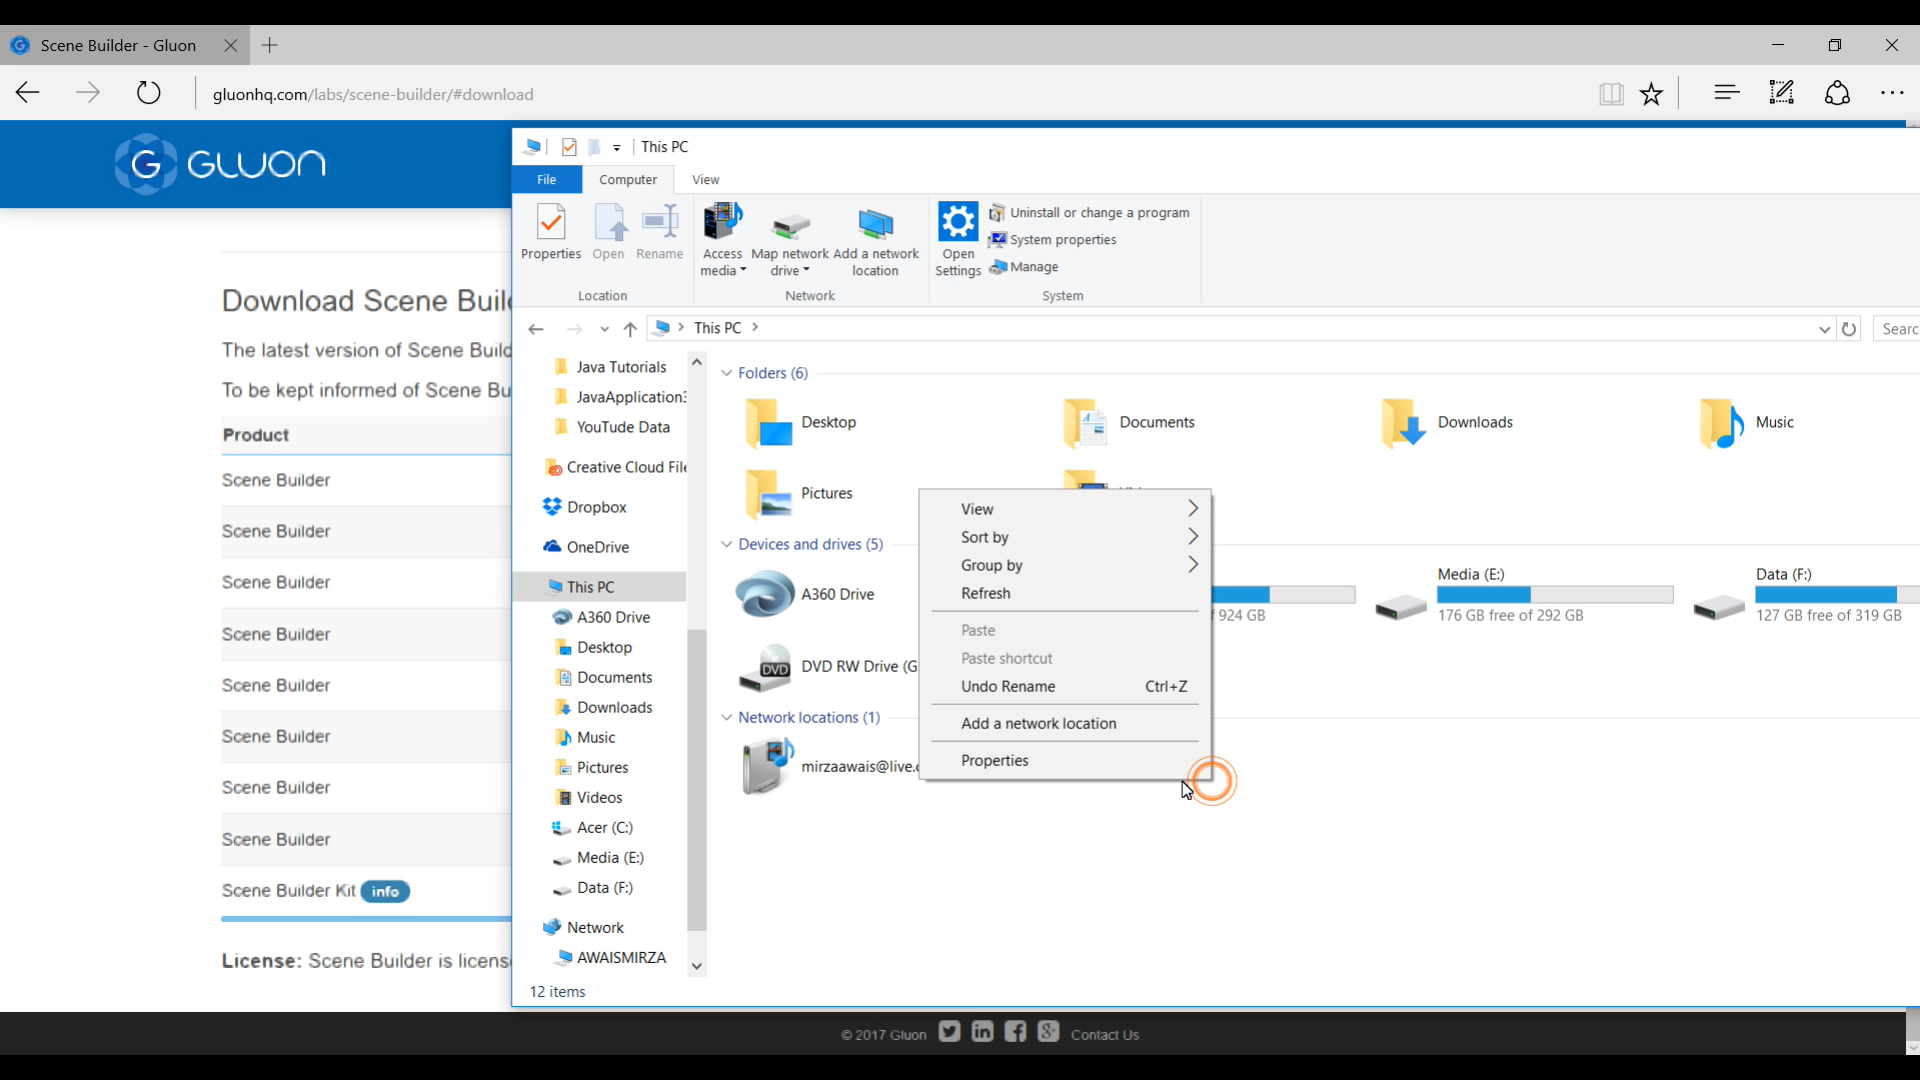 Scene Builder - Gluon
gluonhq.com/labs/scene-builder/#download
GLUON
Download Scene Buil
The latest version of Scene Build
To be kept informed of Scene Bu
Product
Scene Builder
Scene Builder
Scene Builder
Scene Builder
Scene Builder
Scene Builder
Scene Builder
Scene Builder
Scene Builder Kit info
License: Scene Builder is licens
This PC
File Computer View
Properties Open Rename
Location
Access media
Map network drive
Add a network location
Network
Open Settings
Uninstall or change a program
System properties
Manage
System
This PC
Searc
Java Tutorials
JavaApplication3
YouTude Data
Creative Cloud File
Dropbox
OneDrive
This PC
A360 Drive
Desktop
Documents
Downloads
Music
Pictures
Videos
Acer (C:)
Media (E:)
Data (F:)
Network
AWAISMIRZA
12 items
Folders (6)
Desktop
Documents
Downloads
Music
Pictures
Devices and drives (5)
A360 Drive
924 GB
Media (E:)
176 GB free of 292 GB
Data (F:)
127 GB free of 319 GB
DVD RW Drive (G
Network locations (1)
mirzaawais@live.c
View
Sort by
Group by
Refresh
Paste
Paste shortcut
Undo Rename Ctrl+Z
Add a network location
Properties
© 2017 Gluon
Contact Us